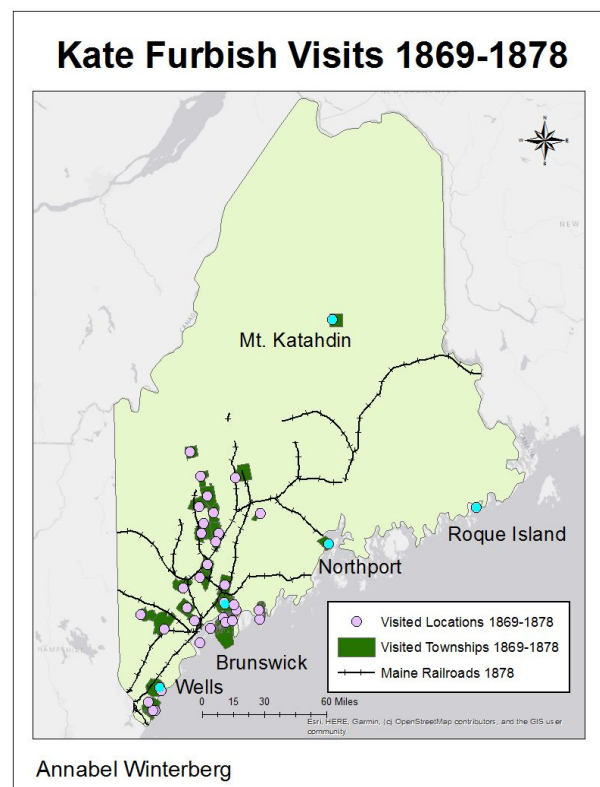 Kate Furbish Visits 1869-1878
N
W
E
S
NEW
CANADA
Mt. Katahdin
Roque Island
Northport
Visited Locations 1869-1878
Visited Townships 1869-1878
Maine Railroads 1878
Brunswick
Wells
0 15 30 60 Miles
Esri, HERE, Garmin, (c) OpenStreetMap contributors, and the GIS user
community
Annabel Winterberg